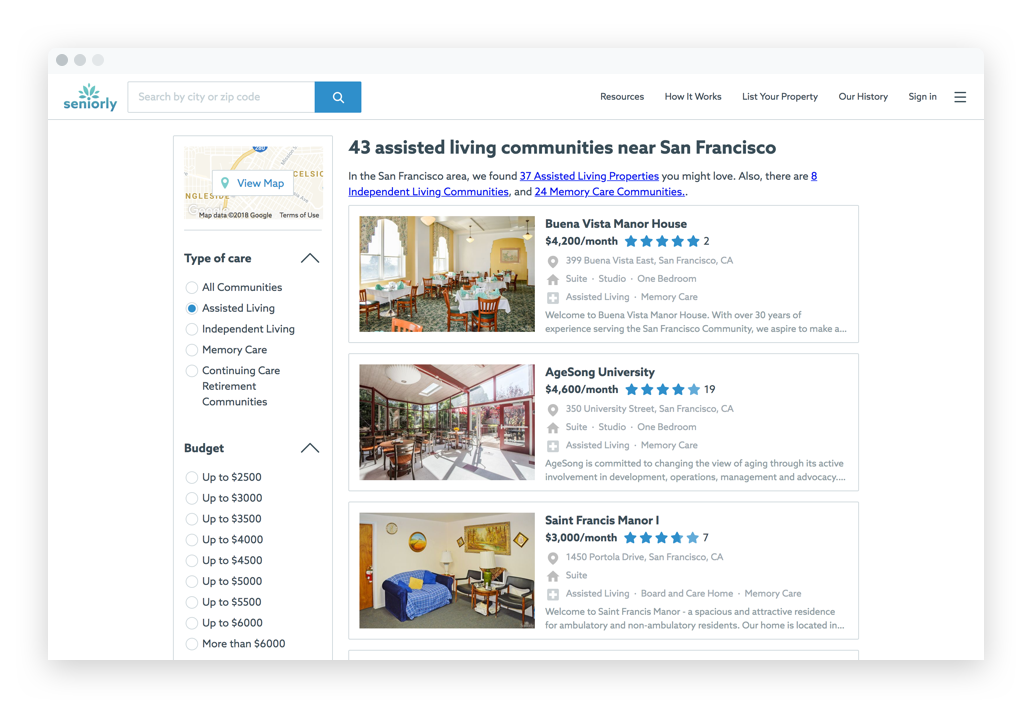 seniorly
Search by city or zip code
Resources
How It Works
List Your Property
Our History
Sign in
280
EXCELSIO
INGLESIDE
View Map
Google
Map data ©2018 Google
Terms of Use
Type of care
All Communities
Assisted Living
Independent Living
Memory Care
Continuing Care
Retirement
Communities
Budget
Up to $2500
Up to $3000
Up to $3500
Up to $4000
Up to $4500
Up to $5000
Up to $5500
Up to $6000
More than $6000
43 assisted living communities near San Francisco
In the San Francisco area, we found 37 Assisted Living Properties you might love. Also, there are 8
Independent Living Communities, and 24 Memory Care Communities..
Buena Vista Manor House
$4,200/month 2
399 Buena Vista East, San Francisco, CA
Suite · Studio · One Bedroom
Assisted Living · Memory Care
Welcome to Buena Vista Manor House. With over 30 years of
experience serving the San Francisco Community, we aspire to make a...
AgeSong University
$4,600/month 19
350 University Street, San Francisco, CA
Suite · Studio · One Bedroom
Assisted Living · Memory Care
AgeSong is committed to changing the view of aging through its active
involvement in development, operations, management and advocacy....
Saint Francis Manor I
$3,000/month 7
1450 Portola Drive, San Francisco, CA
Suite
Assisted Living · Board and Care Home · Memory Care
Welcome to Saint Francis Manor - a spacious and attractive residence
for ambulatory and non-ambulatory residents. Our home is located in...